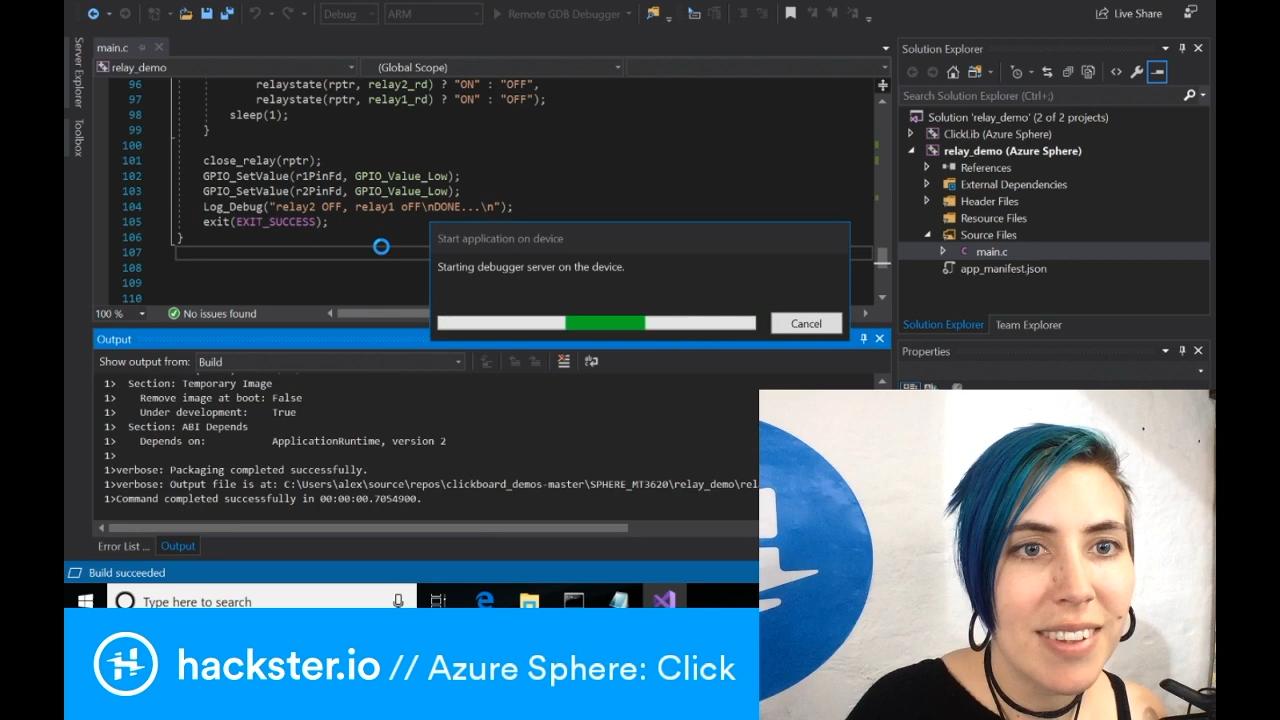 Debug
ARM
Remote GDB Debugger
Live Share
Server Explorer
Toolbox
main.c
relay_demo
(Global Scope)
96 relaystate(rptr, relay2_rd) ? "ON" : "OFF",
97 relaystate(rptr, relay1_rd) ? "ON" : "OFF");
98 sleep(1);
99 }
100
101 close_relay(rptr);
102 GPIO_SetValue(r1PinFd, GPIO_Value_Low);
103 GPIO_SetValue(r2PinFd, GPIO_Value_Low);
104 Log_Debug("relay2 OFF, relay1 oFF\nDONE...\n");
105 exit(EXIT_SUCCESS);
106 }
107
108
109
110
100 %
No issues found
Start application on device
Starting debugger server on the device.
Cancel
Solution Explorer
Search Solution Explorer (Ctrl+;)
Solution 'relay_demo' (2 of 2 projects)
ClickLib (Azure Sphere)
relay_demo (Azure Sphere)
References
External Dependencies
Header Files
Resource Files
Source Files
main.c
app_manifest.json
Solution Explorer
Team Explorer
Properties
Output
Show output from: Build
1> Section: Temporary Image
1> Remove image at boot: False
1> Under development: True
1> Section: ABI Depends
1> Depends on: ApplicationRuntime, version 2
1>
1>verbose: Packaging completed successfully.
1>verbose: Output file is at: C:\Users\alex\source\repos\clickboard_demos-master\SPHERE_MT3620\relay_demo\rel
1>Command completed successfully in 00:00:00.7054900.
Error List ...
Output
Build succeeded
Type here to search
hackster.io // Azure Sphere: Click